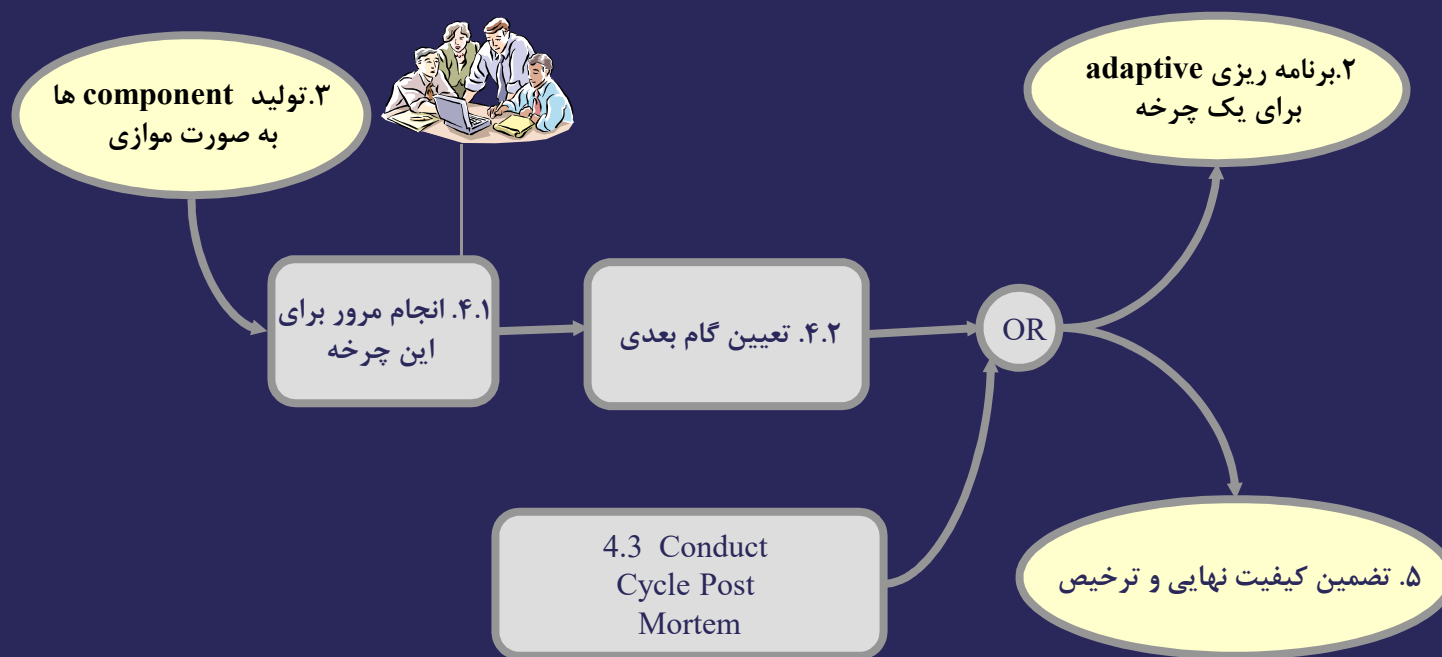 ۳.تولید component ها
به صورت موازی
۲.برنامه ریزی adaptive
برای یک چرخه
۴.۱. انجام مرور برای
این چرخه
۴.۲. تعیین گام بعدی
OR
4.3 Conduct
Cycle Post
Mortem
۵. تضمین کیفیت نهایی و ترخیص